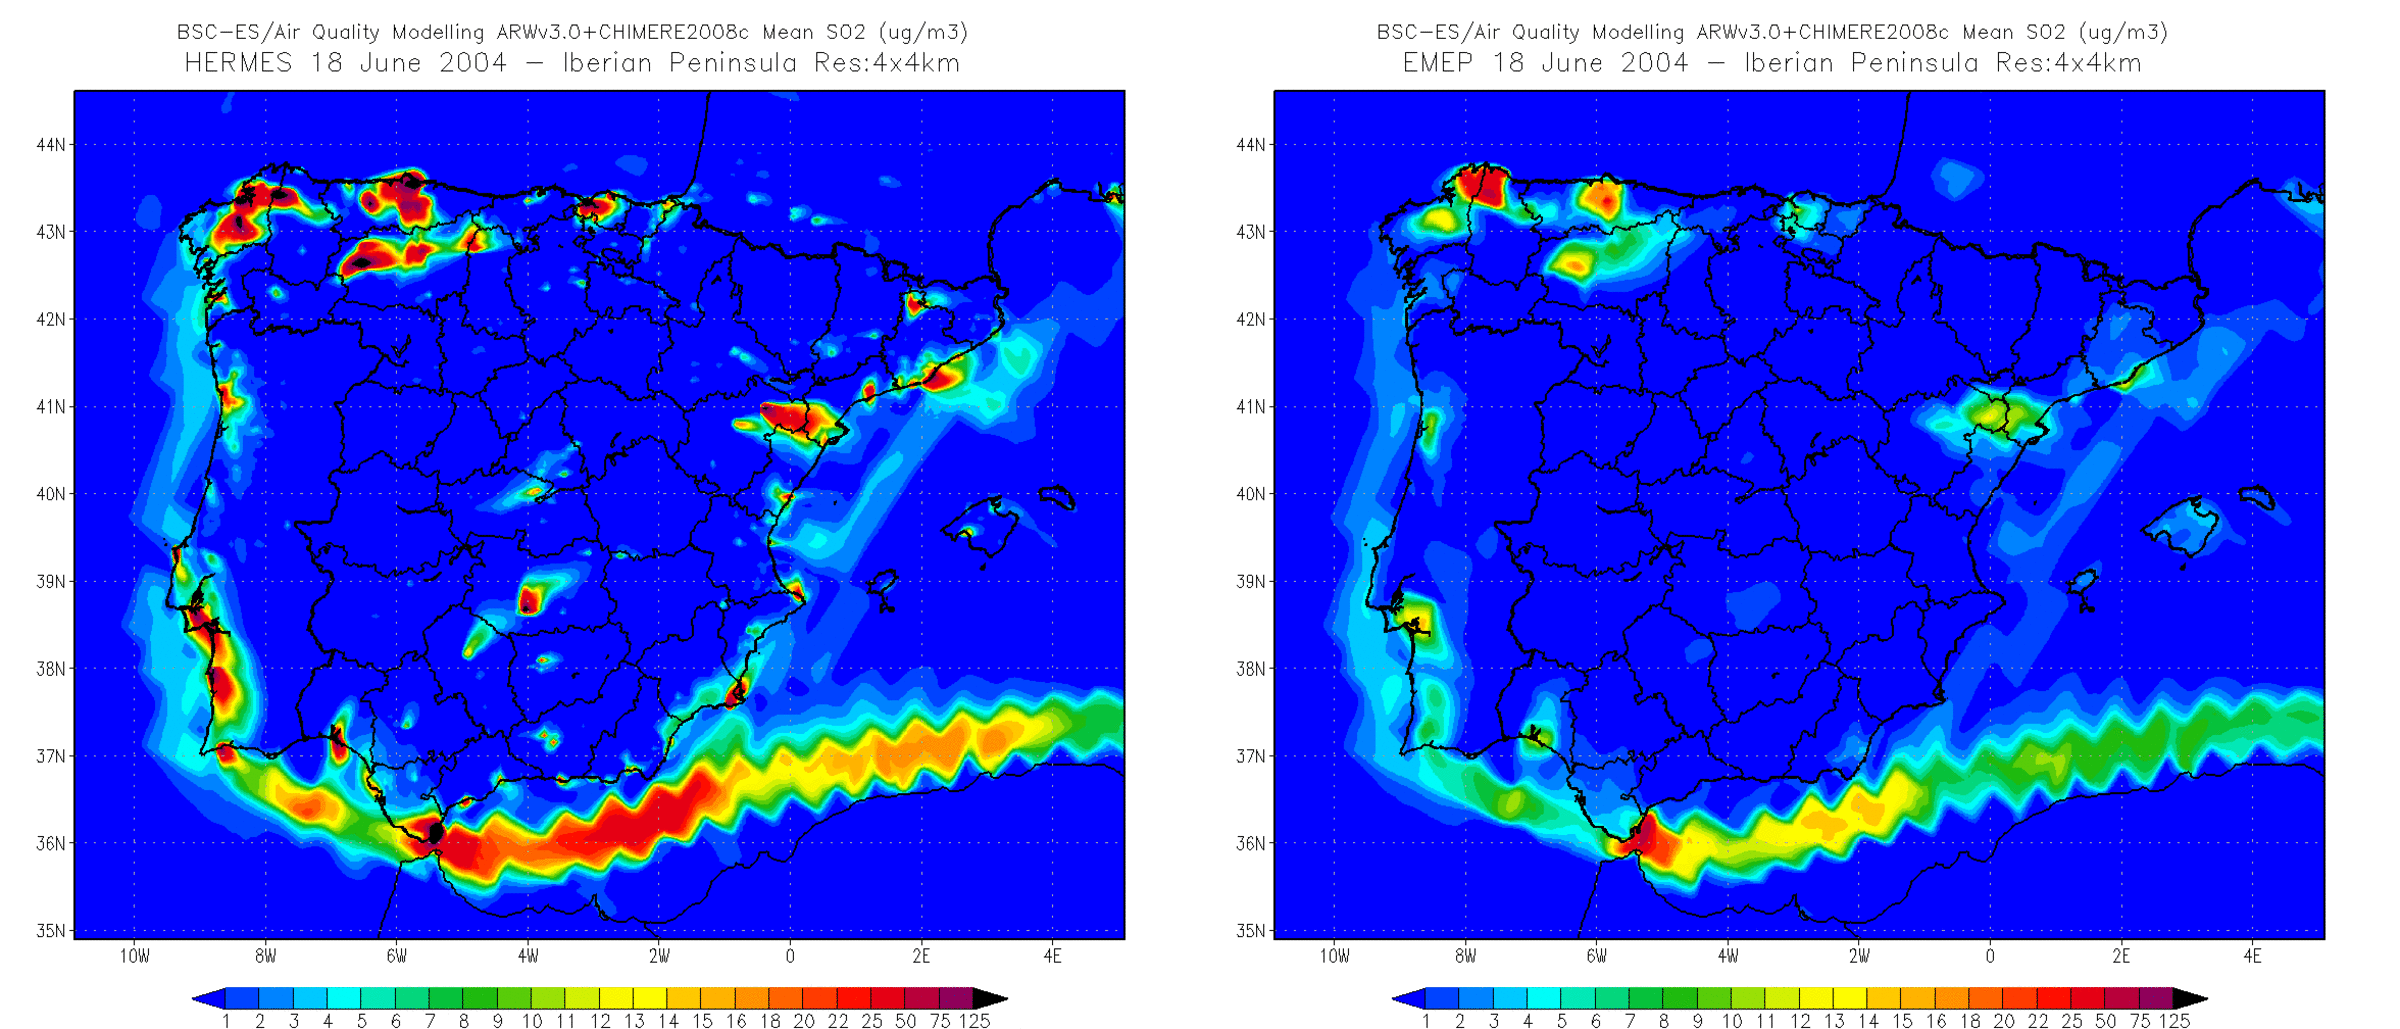 BSC-ES/Air Quality Modelling ARWv3.0+CHIMERE2008c Mean SO2 (ug/m3)
HERMES 18 June 2004 - Iberian Peninsula Res:4x4km
44N
43N
42N
41N
40N
39N
38N
37N
36N
35N
10W 8W 6W 4W 2W 0 2E 4E
1 2 3 4 5 6 7 8 9 10 11 12 13 14 15 16 18 20 22 25 50 75 125
BSC-ES/Air Quality Modelling ARWv3.0+CHIMERE2008c Mean SO2 (ug/m3)
EMEP 18 June 2004 - Iberian Peninsula Res:4x4km
44N
43N
42N
41N
40N
39N
38N
37N
36N
35N
10W 8W 6W 4W 2W 0 2E 4E
1 2 3 4 5 6 7 8 9 10 11 12 13 14 15 16 18 20 22 25 50 75 125